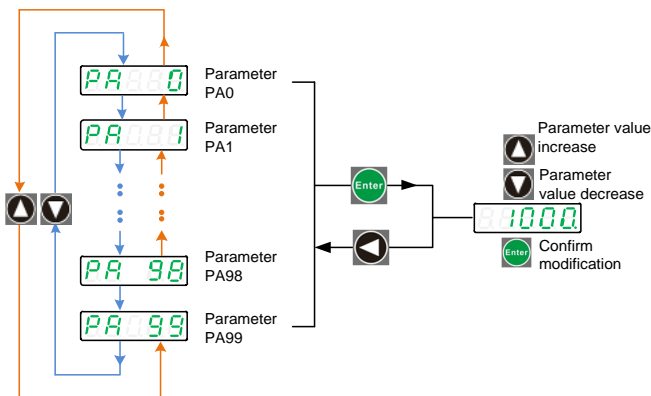 PA 0
Parameter
PA0
PA 1
Parameter
PA1
PA 98
Parameter
PA98
PA 99
Parameter
PA99
Enter
Parameter value
increase
Parameter
value decrease
1000.
Enter
Confirm
modification